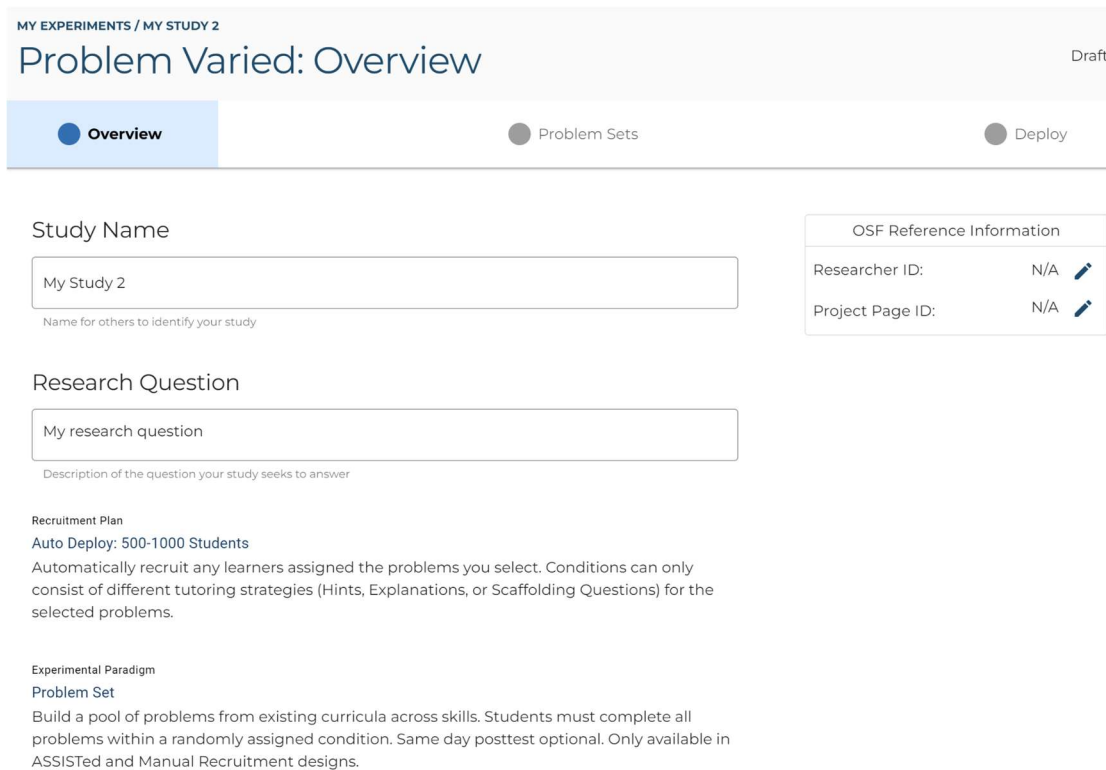 MY EXPERIMENTS / MY STUDY 2
Problem Varied: Overview
Draft
Overview
Problem Sets
Deploy
Study Name
My Study 2
Name for others to identify your study
OSF Reference Information
Researcher ID: N/A
Project Page ID: N/A
Research Question
My research question
Description of the question your study seeks to answer
Recruitment Plan
Auto Deploy: 500-1000 Students
Automatically recruit any learners assigned the problems you select. Conditions can only
consist of different tutoring strategies (Hints, Explanations, or Scaffolding Questions) for the
selected problems.
Experimental Paradigm
Problem Set
Build a pool of problems from existing curricula across skills. Students must complete all
problems within a randomly assigned condition. Same day posttest optional. Only available in
ASSISTed and Manual Recruitment designs.